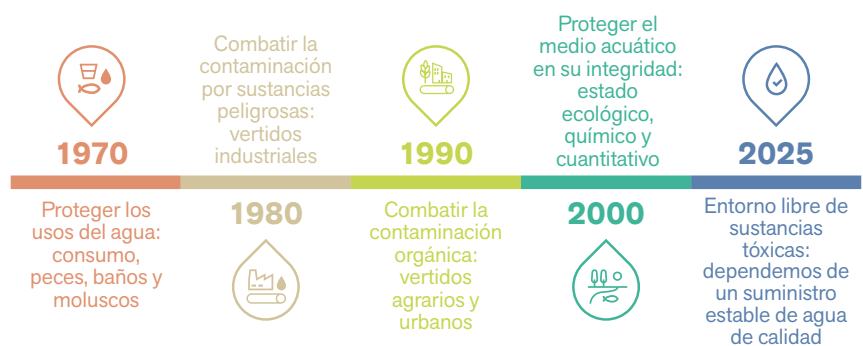 1970
Proteger los
usos del agua:
consumo,
peces, baños y
moluscos
Combatir la
contaminación
por sustancias
peligrosas:
vertidos
industriales
1980
1990
Combatir la
contaminación
orgánica:
vertidos
agrarios y
urbanos
Proteger el
medio acuático
en su integridad:
estado
ecológico,
químico y
cuantitativo
2000
2025
Entorno libre de
sustancias
tóxicas:
dependemos de
un suministro
estable de agua
de calidad